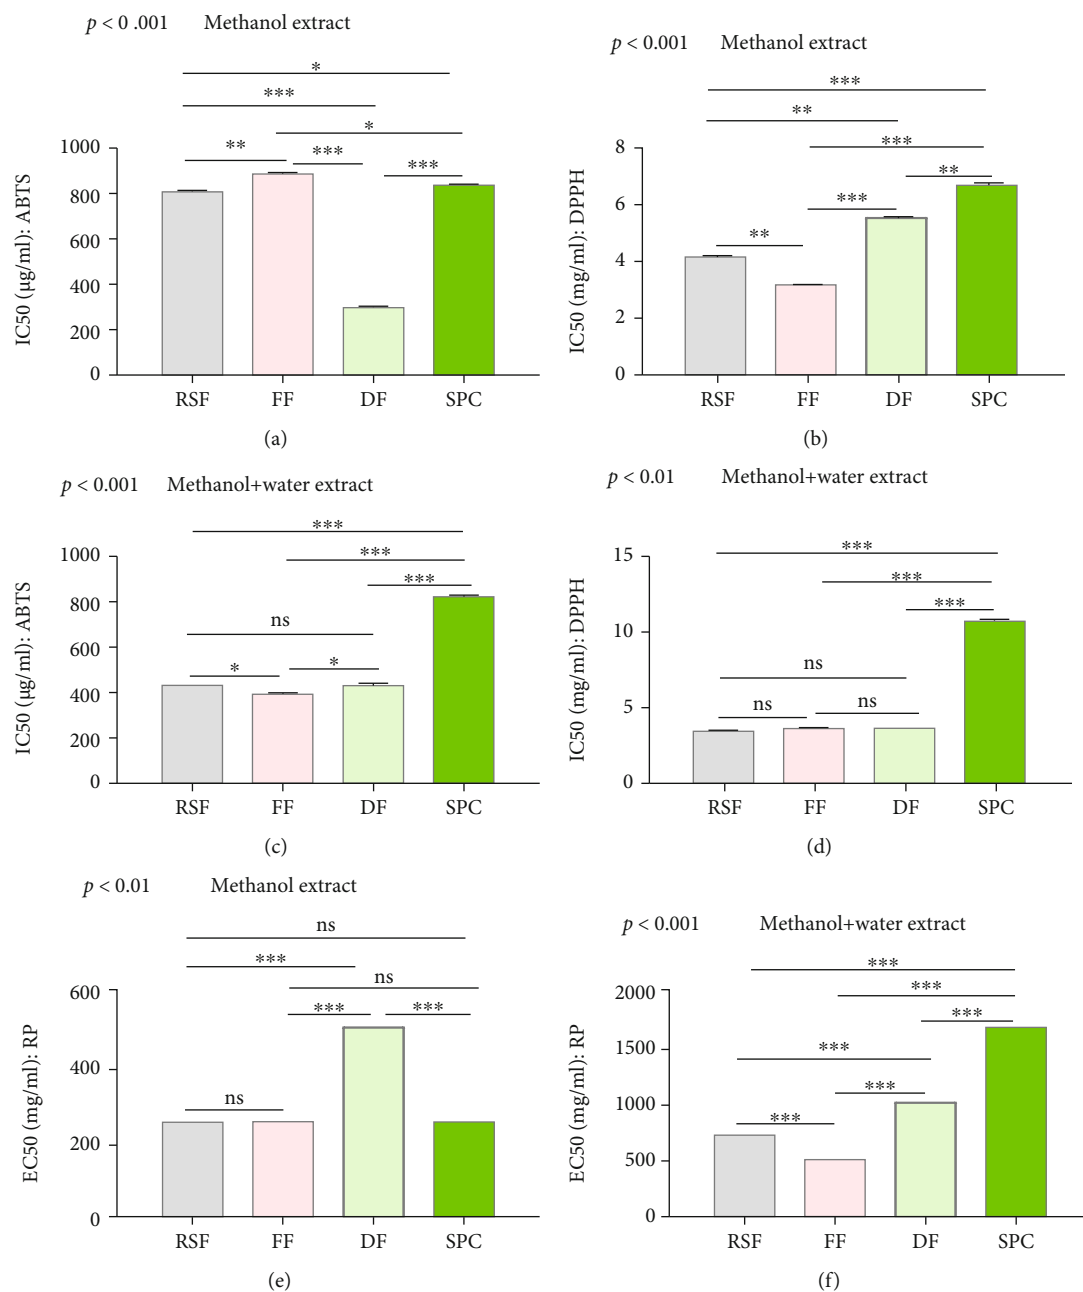 p < 0 .001 Methanol extract
*
***
*
** *** ***
1000
800
600
400
200
0
IC50 (μg/ml): ABTS
RSF FF DF SPC
(a)
p < 0.001 Methanol extract
***
**
***
**
***
**
8
6
4
2
0
IC50 (mg/ml): DPPH
RSF FF DF SPC
(b)
p < 0.001 Methanol+water extract
***
***
***
ns
* *
1000
800
600
400
200
0
IC50 (μg/ml): ABTS
RSF FF DF SPC
(c)
p < 0.01 Methanol+water extract
***
***
***
ns
ns ns
15
10
5
0
IC50 (mg/ml): DPPH
RSF FF DF SPC
(d)
p < 0.01 Methanol extract
ns
***
ns
*** ***
ns
600
400
200
0
EC50 (mg/ml): RP
RSF FF DF SPC
(e)
p < 0.001 Methanol+water extract
***
***
***
***
***
***
2000
1500
1000
500
0
EC50 (mg/ml): RP
RSF FF DF SPC
(f)